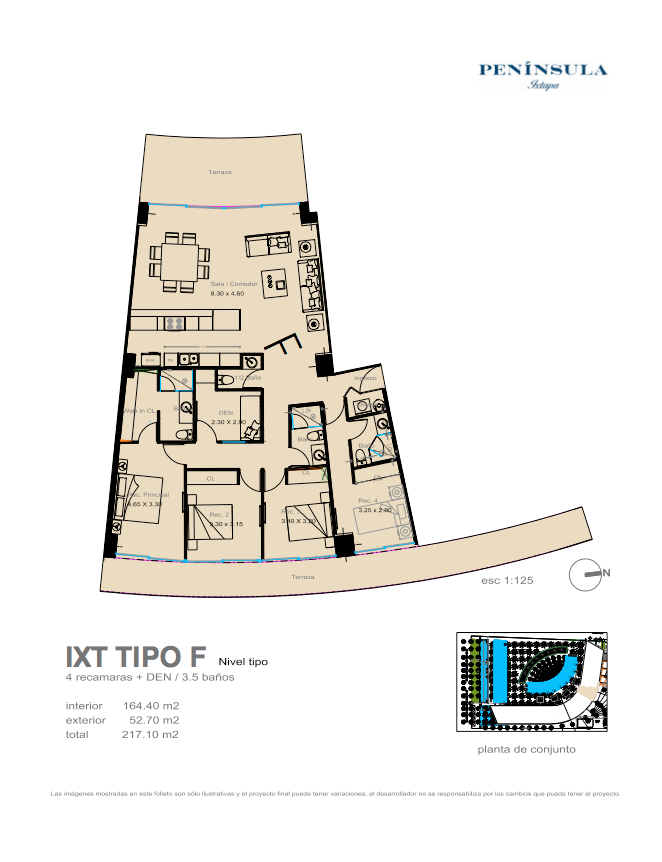 PENÍNSULA
Ixtapa
Terraza
Sala / Comedor
8.30 x 4.60
1/2 Baño
Ingreso
Walk In CL
DEN
2.30 X 2.90
CL
CL
Rec. Principal
4.65 X 3.30
Rec. 2
3.30 x 3.15
3.40 X 3.30
Rec. 4
3.25 x 2.80
Terraza
esc 1:125
N
IXT TIPO F Nivel tipo
4 recamaras + DEN / 3.5 baños
interior 164.40 m2
exterior 52.70 m2
total 217.10 m2
planta de conjunto
Las imágenes mostradas en este folleto son sólo ilustrativas y el proyecto final puede tener variaciones; el desarrollador no se responsabiliza por los cambios que pueda tener el proyecto.